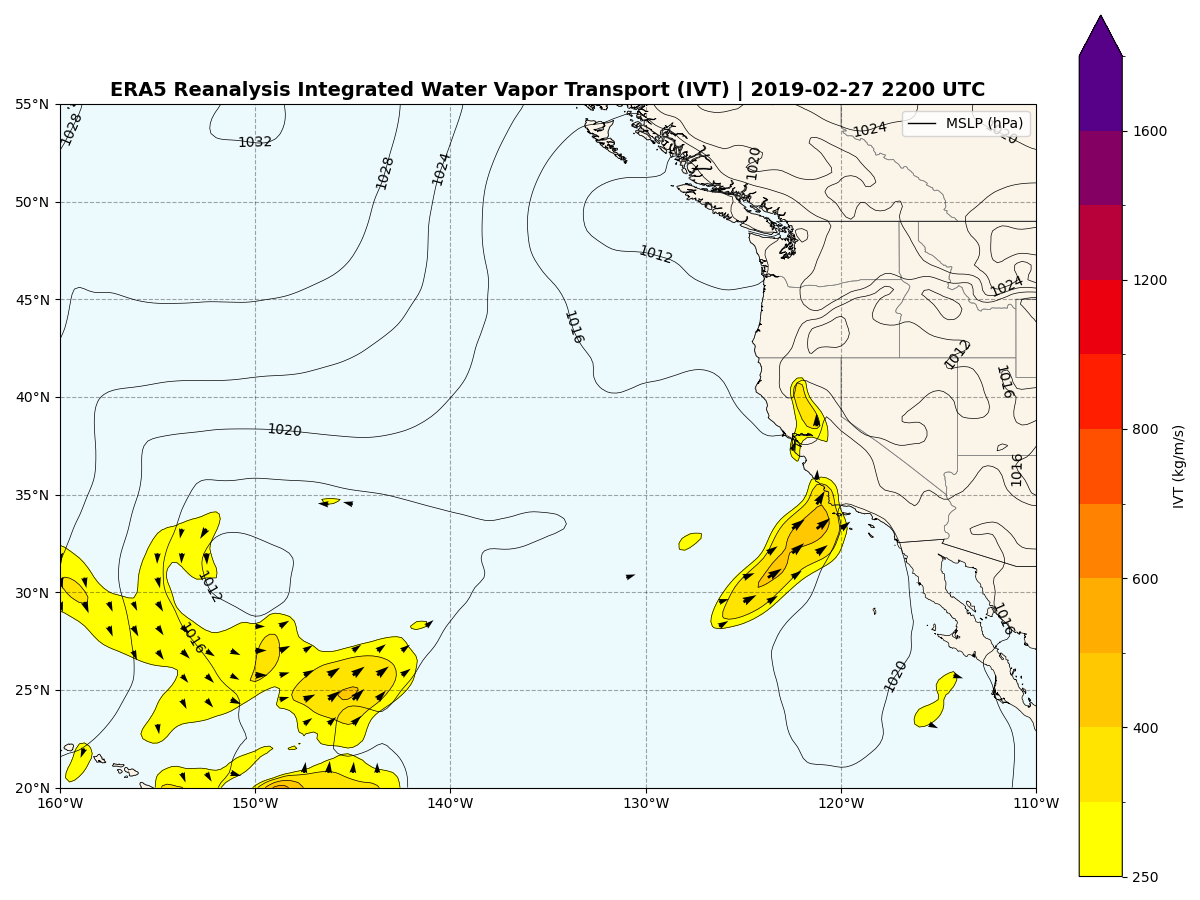 ERA5 Reanalysis Integrated Water Vapor Transport (IVT) | 2019-02-27 2200 UTC
MSLP (hPa)
55°N
50°N
45°N
40°N
35°N
30°N
25°N
20°N
160°W
150°W
140°W
130°W
120°W
110°W
1028
1032
1028
1024
1020
1024
1012
1016
1024
1012
1016
1020
1016
1012
1016
1016
1020
1600
1200
800
600
400
250
IVT (kg/m/s)